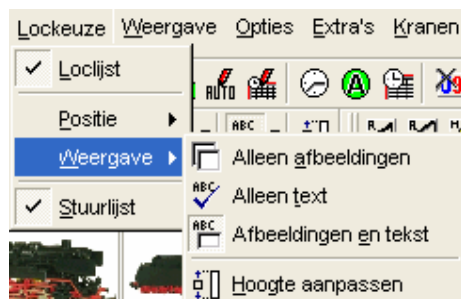 Lockeuze Weergave Opties Extra's Kranen
Loclijst
AUTO
A
Positie
ABC
Weergave
Alleen afbeeldingen
ABC
Alleen text
Stuurlijst
ABC
Afbeeldingen en tekst
Hoogte aanpassen